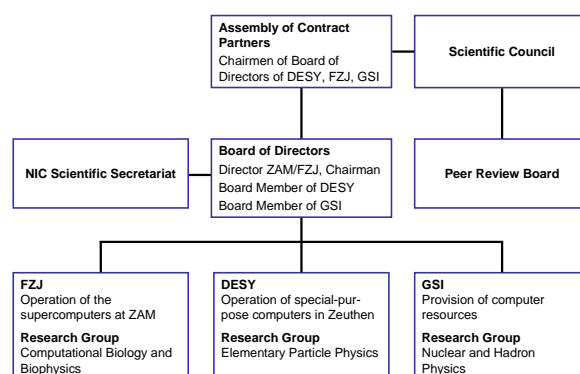 Assembly of Contract
Partners
Chairmen of Board of
Directors of DESY, FZJ, GSI
Scientific Council
NIC Scientific Secretariat
Board of Directors
Director ZAM/FZJ, Chairman
Board Member of DESY
Board Member of GSI
Peer Review Board
FZJ
Operation of the
supercomputers at ZAM
Research Group
Computational Biology and
Biophysics
DESY
Operation of special-pur-
pose computers in Zeuthen
Research Group
Elementary Particle Physics
GSI
Provision of computer
resources
Research Group
Nuclear and Hadron
Physics